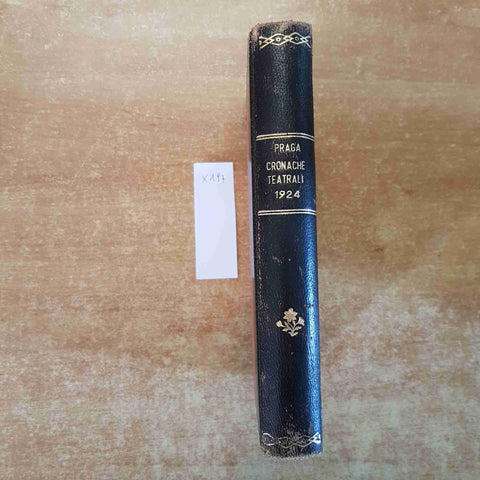 PRAGA
CRONACHE
TEATRALI
1924